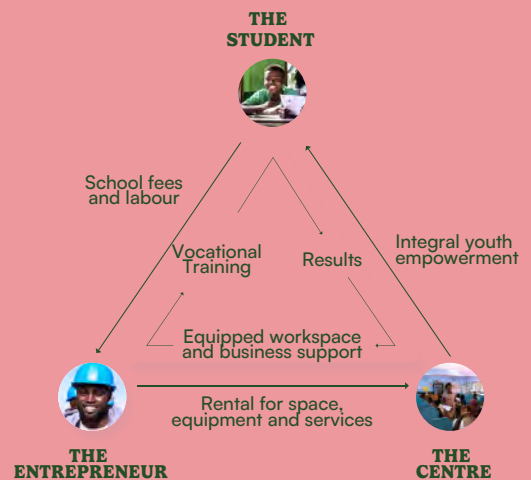 THE
STUDENT
School fees
and labour
Vocational
Training
Results
Integral youth
empowerment
Equipped workspace
and business support
Rental for space,
equipment and services
THE
ENTREPRENEUR
THE
CENTRE